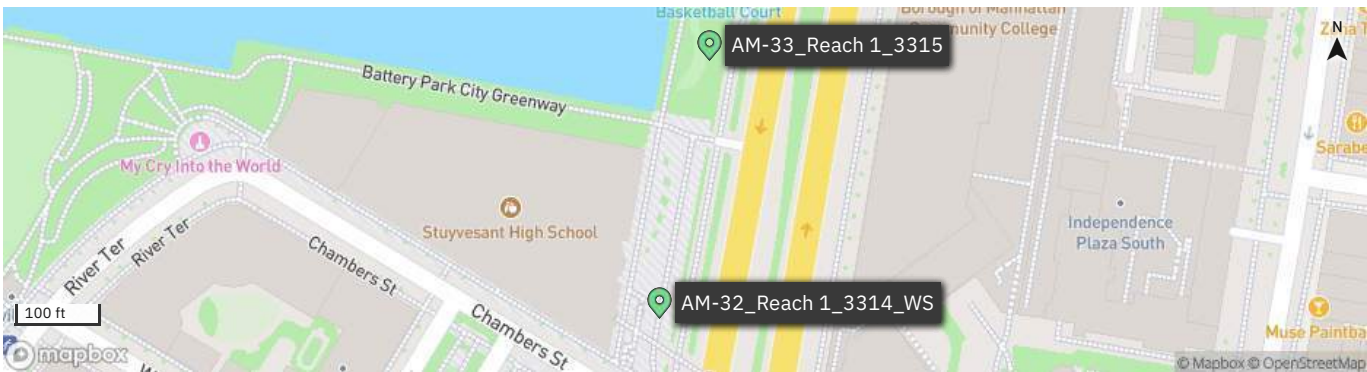 Basketball Court
Borough of Manhattan
Community College
AM-33_Reach 1_3315
N
Battery Park City Greenway
My Cry Into the World
Stuyvesant High School
River Ter
River Ter
Chambers St
Chambers St
Independence
Plaza South
AM-32_Reach 1_3314_WS
100 ft
Muse Paintba
mapbox
© Mapbox © OpenStreetMap